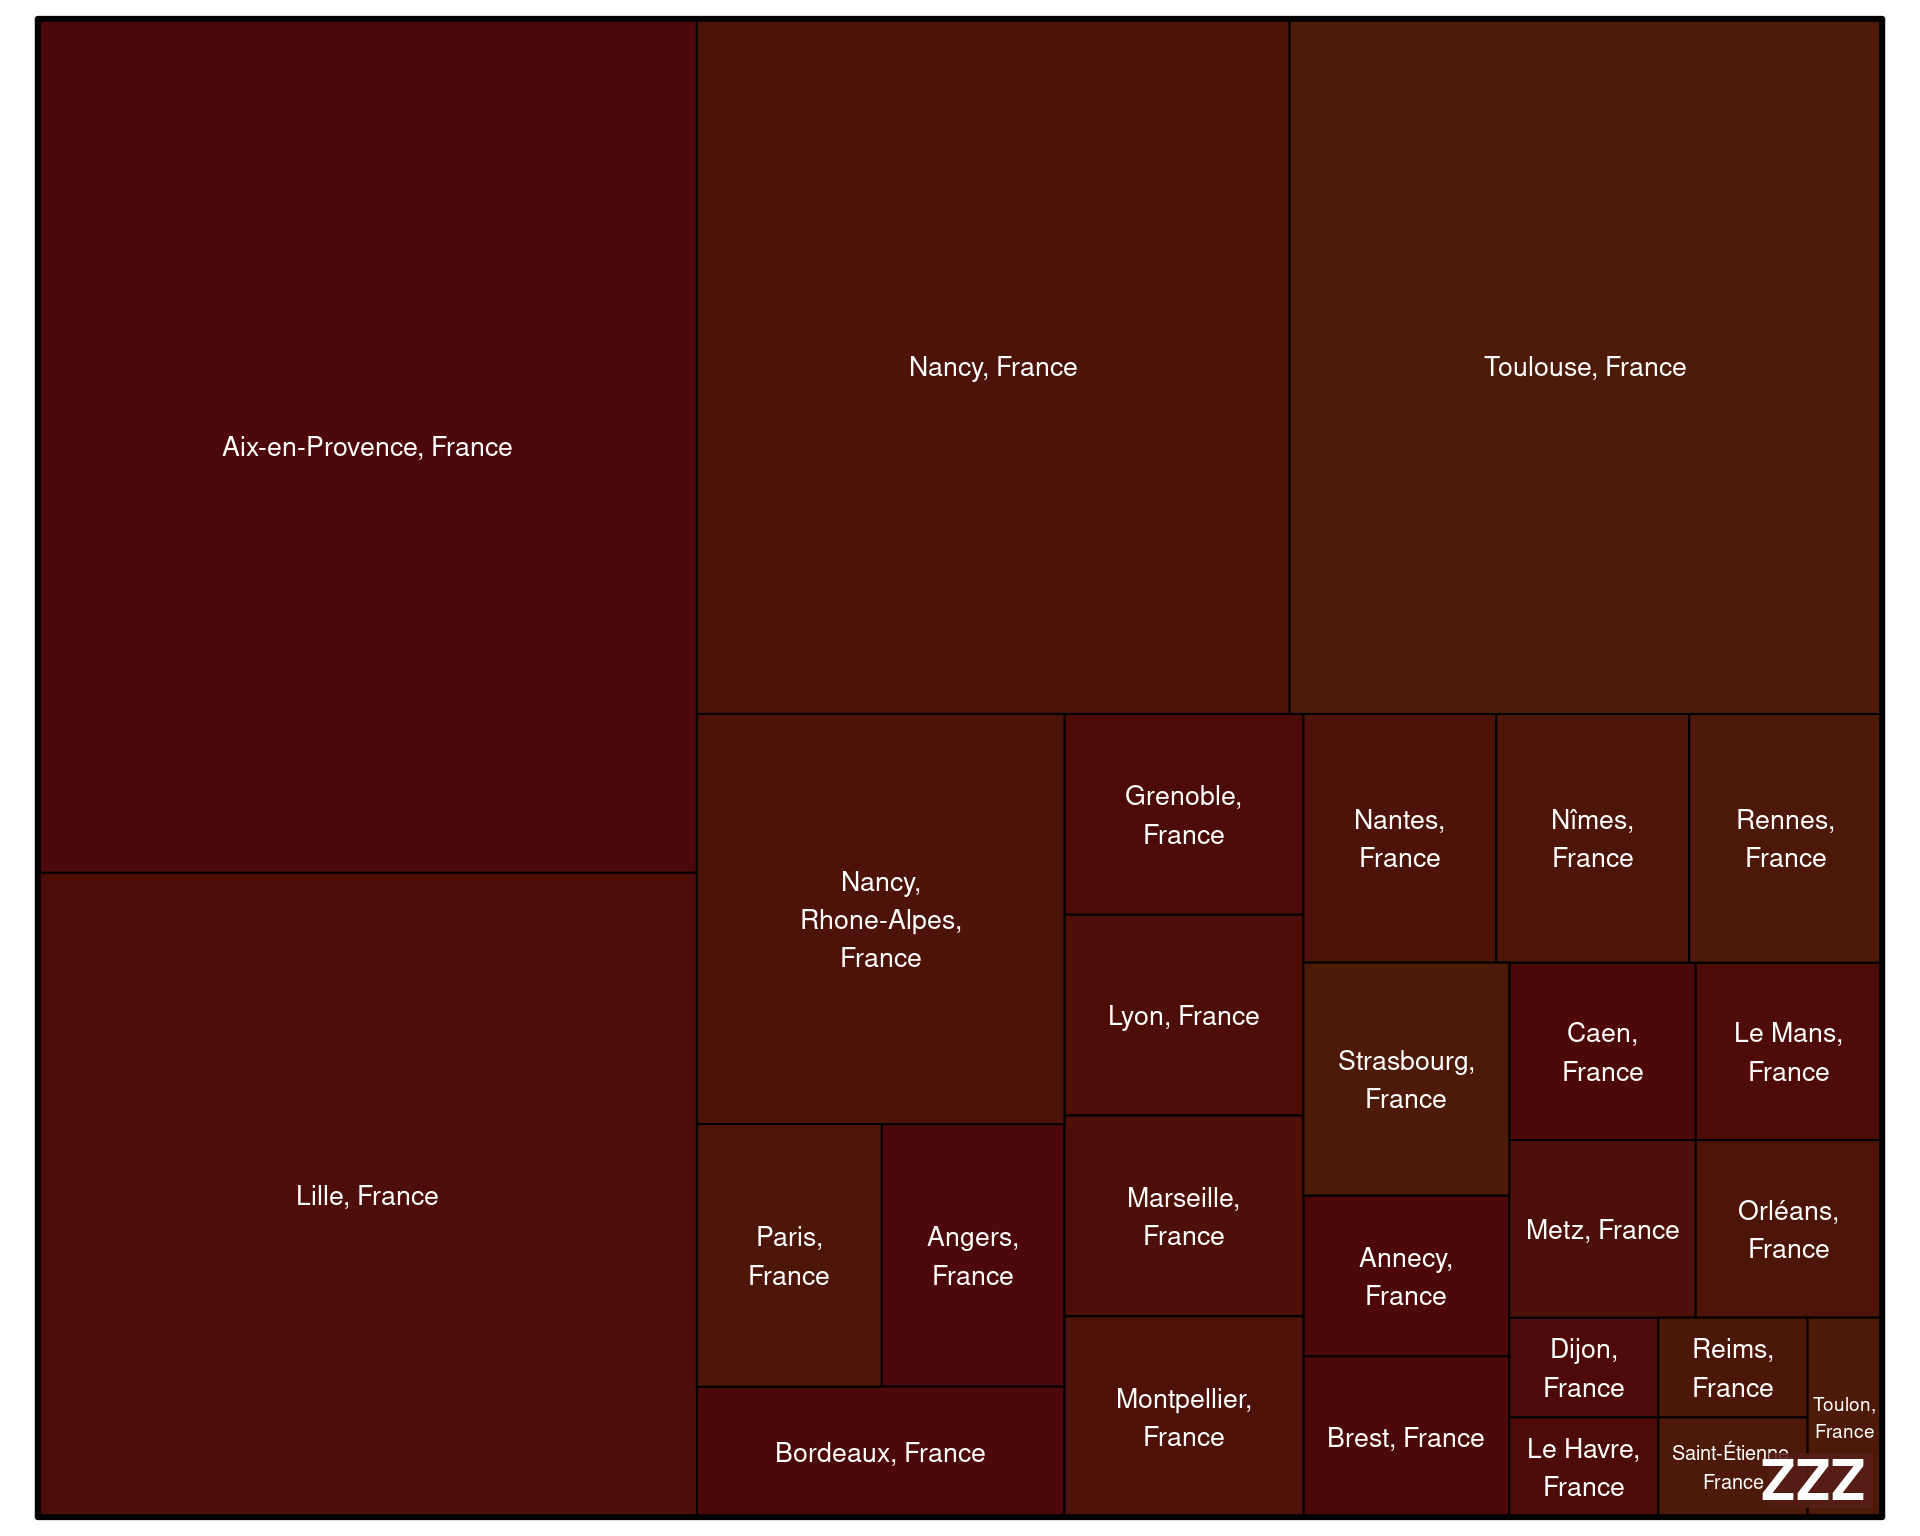 Aix-en-Provence, France
Lille, France
Nancy, France
Toulouse, France
Nancy,
Rhone-Alpes,
France
Paris,
France
Angers,
France
Bordeaux, France
Grenoble,
France
Lyon, France
Marseille,
France
Montpellier,
France
Nantes,
France
Nîmes,
France
Rennes,
France
Strasbourg,
France
Annecy,
France
Brest, France
Caen,
France
Le Mans,
France
Metz, France
Orléans,
France
Dijon,
France
Le Havre,
France
Reims,
France
Saint-Étienne,
France
Toulon,
France
ZZZ